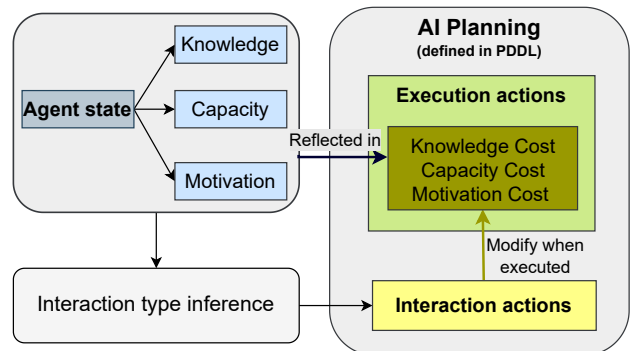 Agent state
Knowledge
Capacity
Motivation
Reflected in
AI Planning
(defined in PDDL)
Execution actions
Knowledge Cost
Capacity Cost
Motivation Cost
Modify when
executed
Interaction type inference
Interaction actions